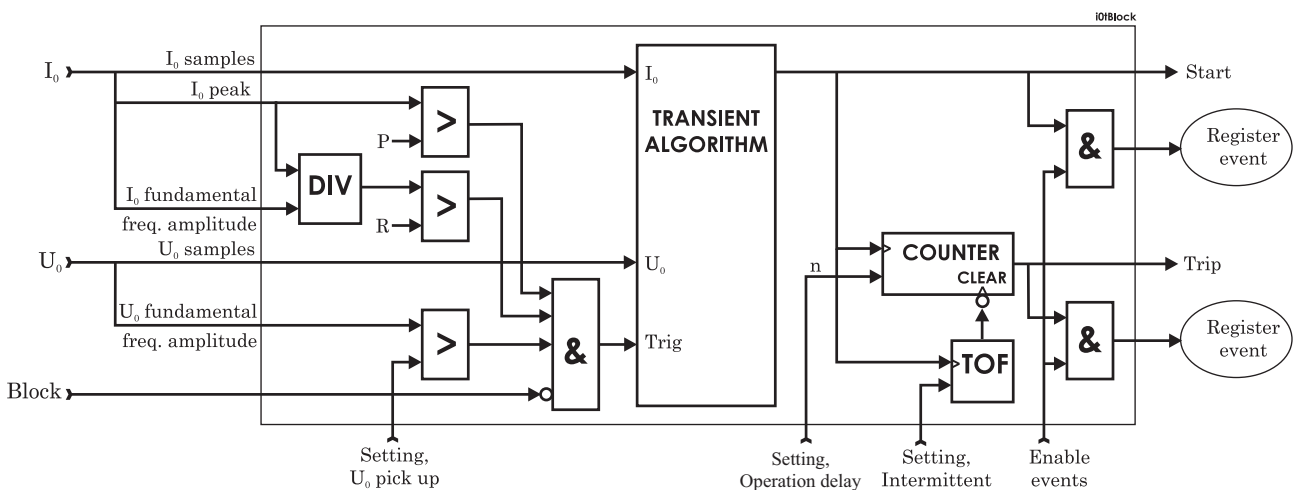 i0tBlock
I₀
I₀ samples
I₀ peak
I₀ fundamental
freq. amplitude
DIV
P
>
R
>
U₀
U₀ samples
U₀ fundamental
freq. amplitude
>
Block
&
Setting,
U₀ pick up
I₀
TRANSIENT
ALGORITHM
U₀
Trig
n
COUNTER
CLEAR
TOF
Setting,
Operation delay
Setting,
Intermittent
Enable
events
Start
&
Register
event
Trip
&
Register
event